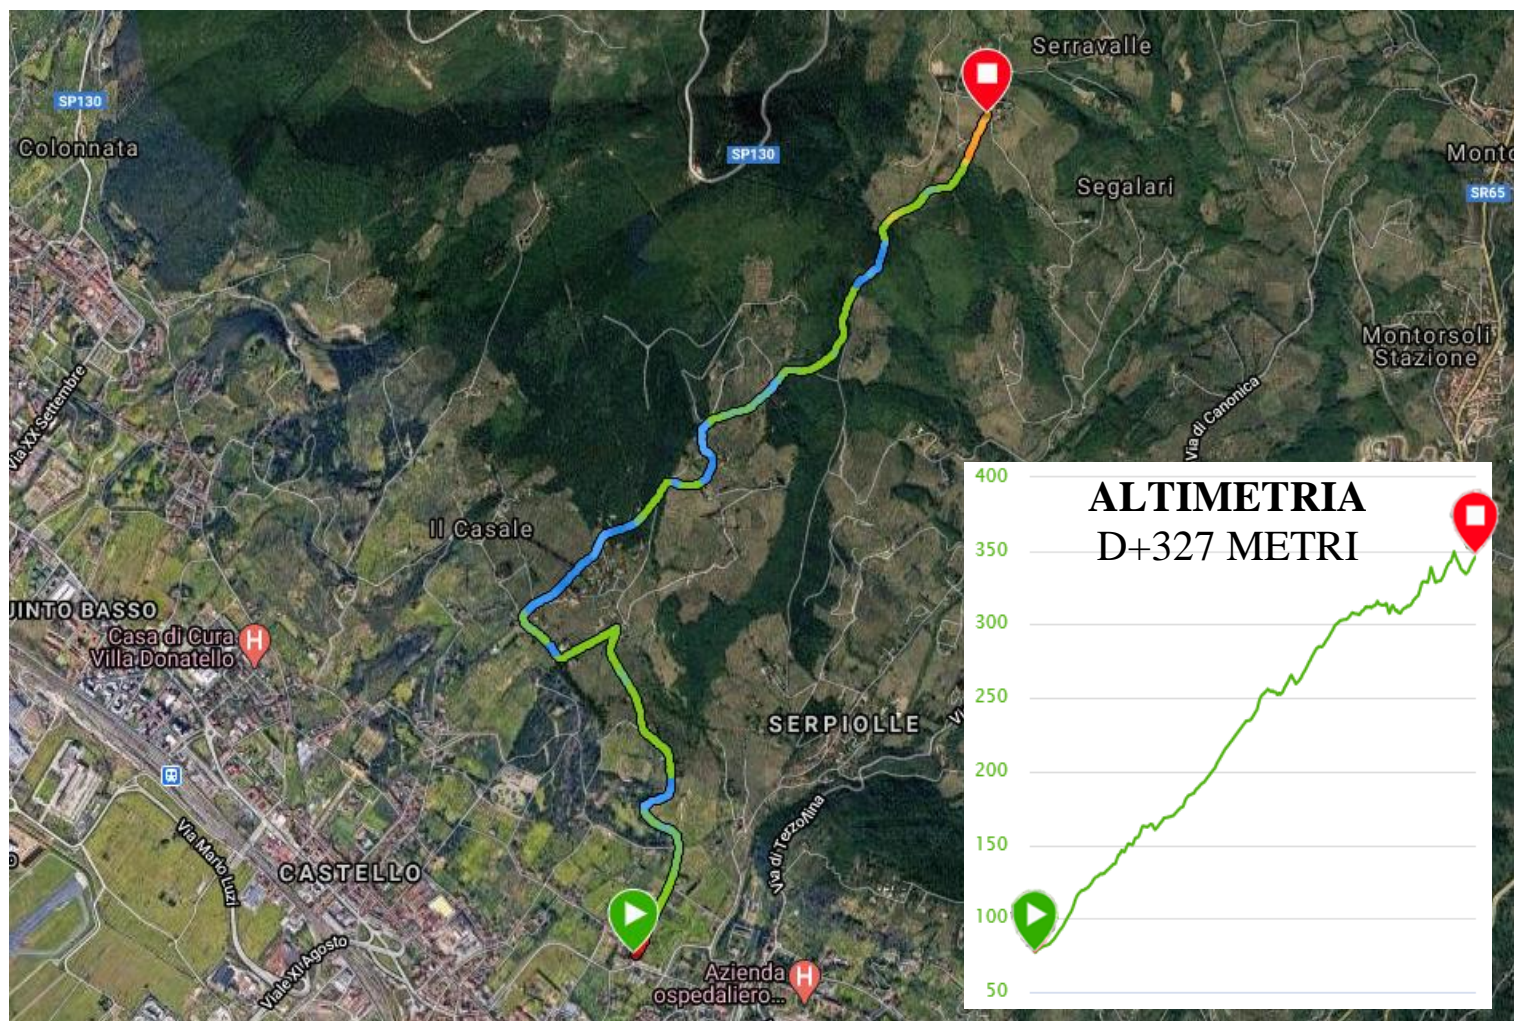 Serravalle
SP130
Colonnata
SP130
Segalari
SR65
Montorsoli
Stazione
Via XX Settembre
Via di Canonica
Il Casale
UINTO BASSO
Casa di Cura
Villa Donatello
H
SERPIOLLE
Via di Terzollina
Via Mario Luzi
CASTELLO
Viale XI Agosto
Azienda
ospedaliero...
H
ALTIMETRIA
D+327 METRI
400
350
300
250
200
150
100
50